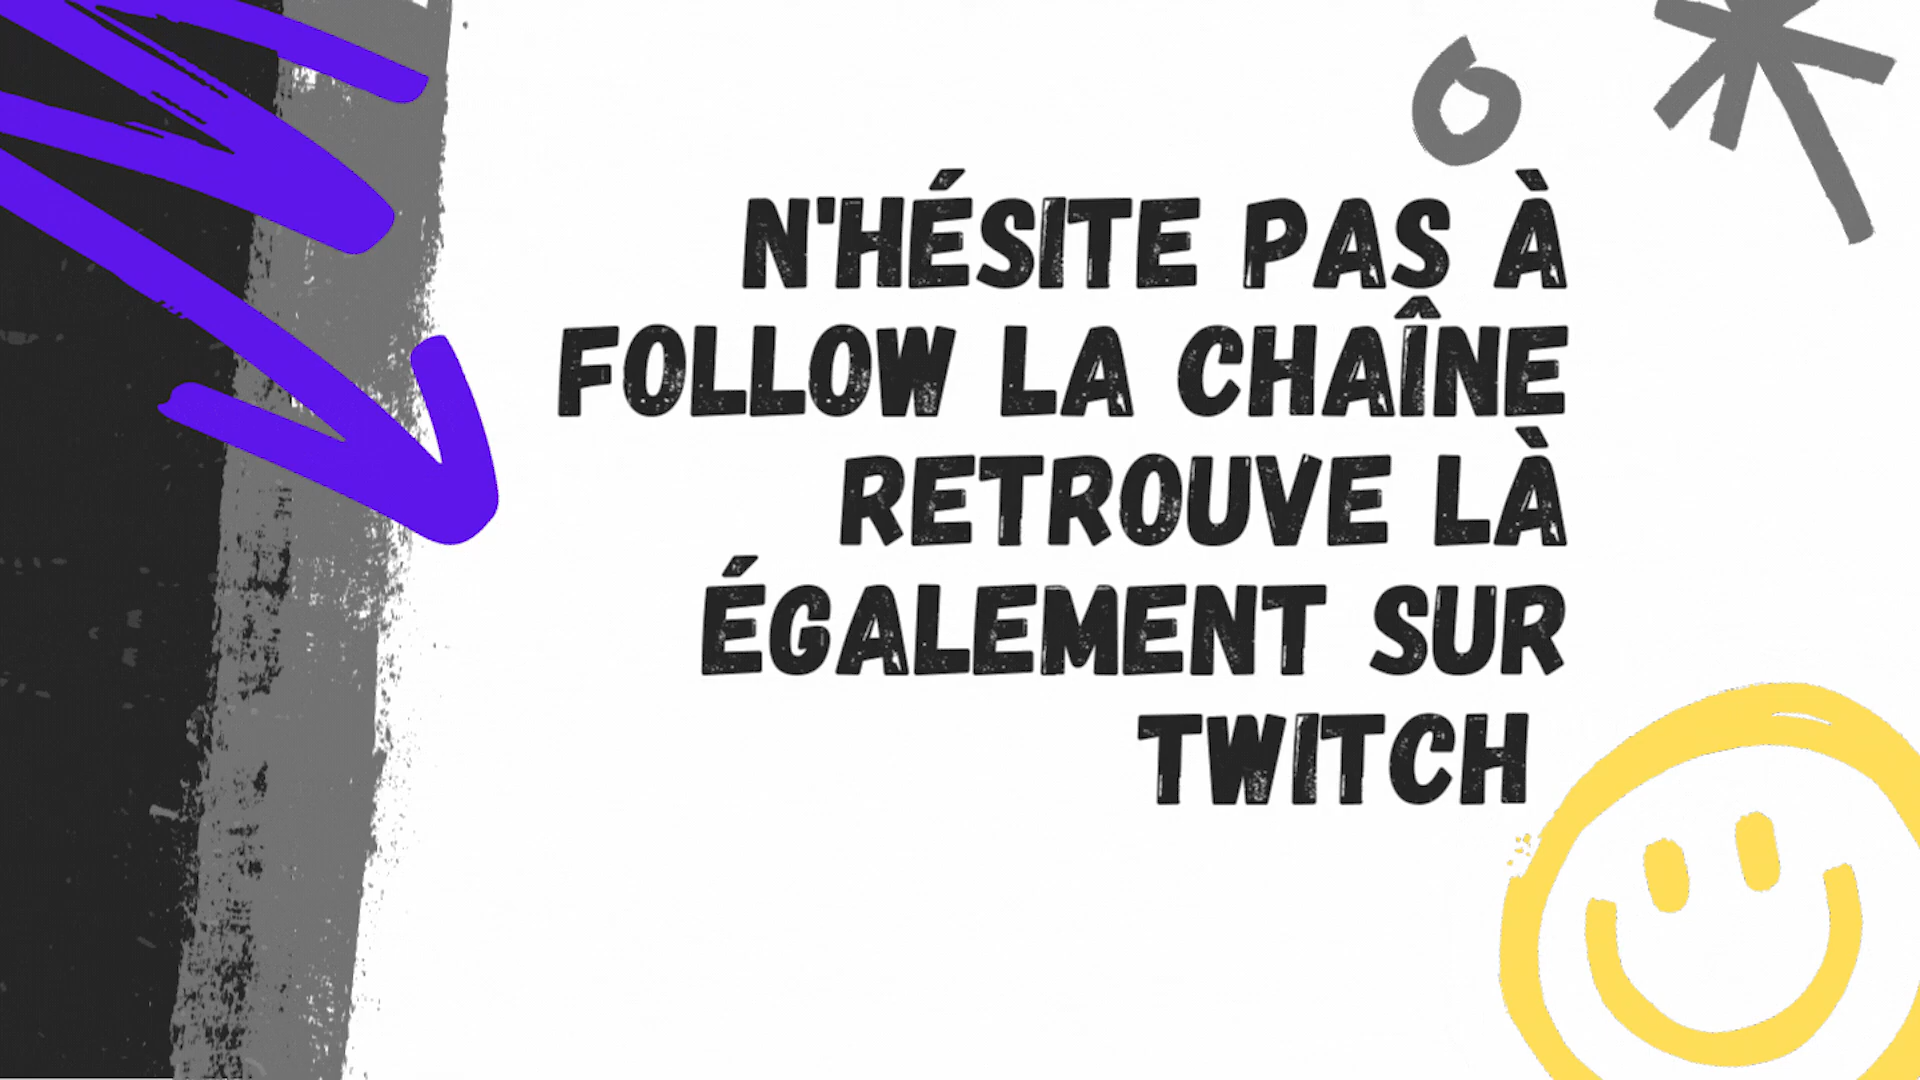 N'HÉSITE PAS À
FOLLOW LA CHAÎNE
RETROUVE LÀ
ÉGALEMENT SUR
TWITCH